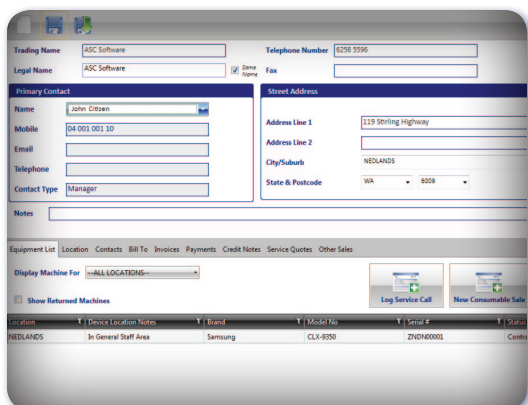 Trading Name ASC Software Telephone Number 6258 5596
Legal Name ASC Software Same Name Fax
Primary Contact Street Address
Name John Citizen
Address Line 1 119 Stirling Highway
Mobile 04 001 001 10
Address Line 2
Email
City/Suburb NEDLANDS
Telephone
State & Postcode WA 6009
Contact Type Manager
Notes
Equipment List Location Contacts Bill To Invoices Payments Credit Notes Service Quotes Other Sales
Display Machine For --ALL LOCATIONS--
Show Returned Machines Log Service Call New Consumable Sale
Location Device Location Notes Brand Model No Serial # Status
NEDLANDS In General Staff Area Samsung CLX-9350 ZNDN00001 Contra